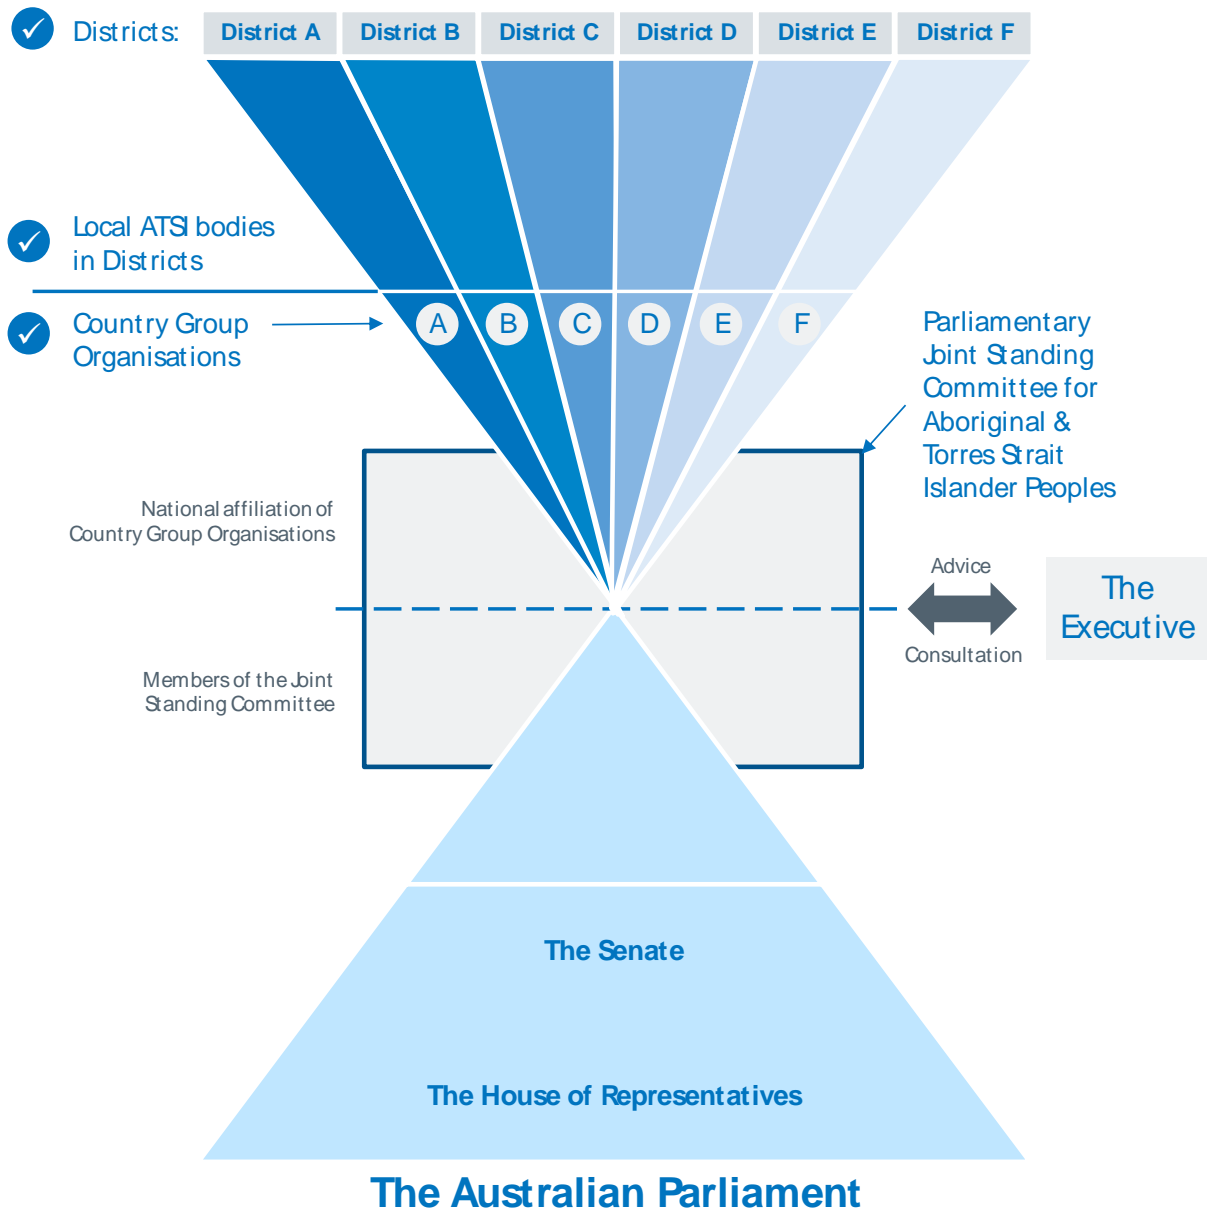 Districts:
District A
District B
District C
District D
District E
District F
Local ATSI bodies
in Districts
Country Group
Organisations
A
B
C
D
E
F
Parliamentary
Joint Standing
Committee for
Aboriginal &
Torres Strait
Islander Peoples
National affiliation of
Country Group Organisations
Advice
Consultation
The
Executive
Members of the Joint
Standing Committee
The Senate
The House of Representatives
The Australian Parliament